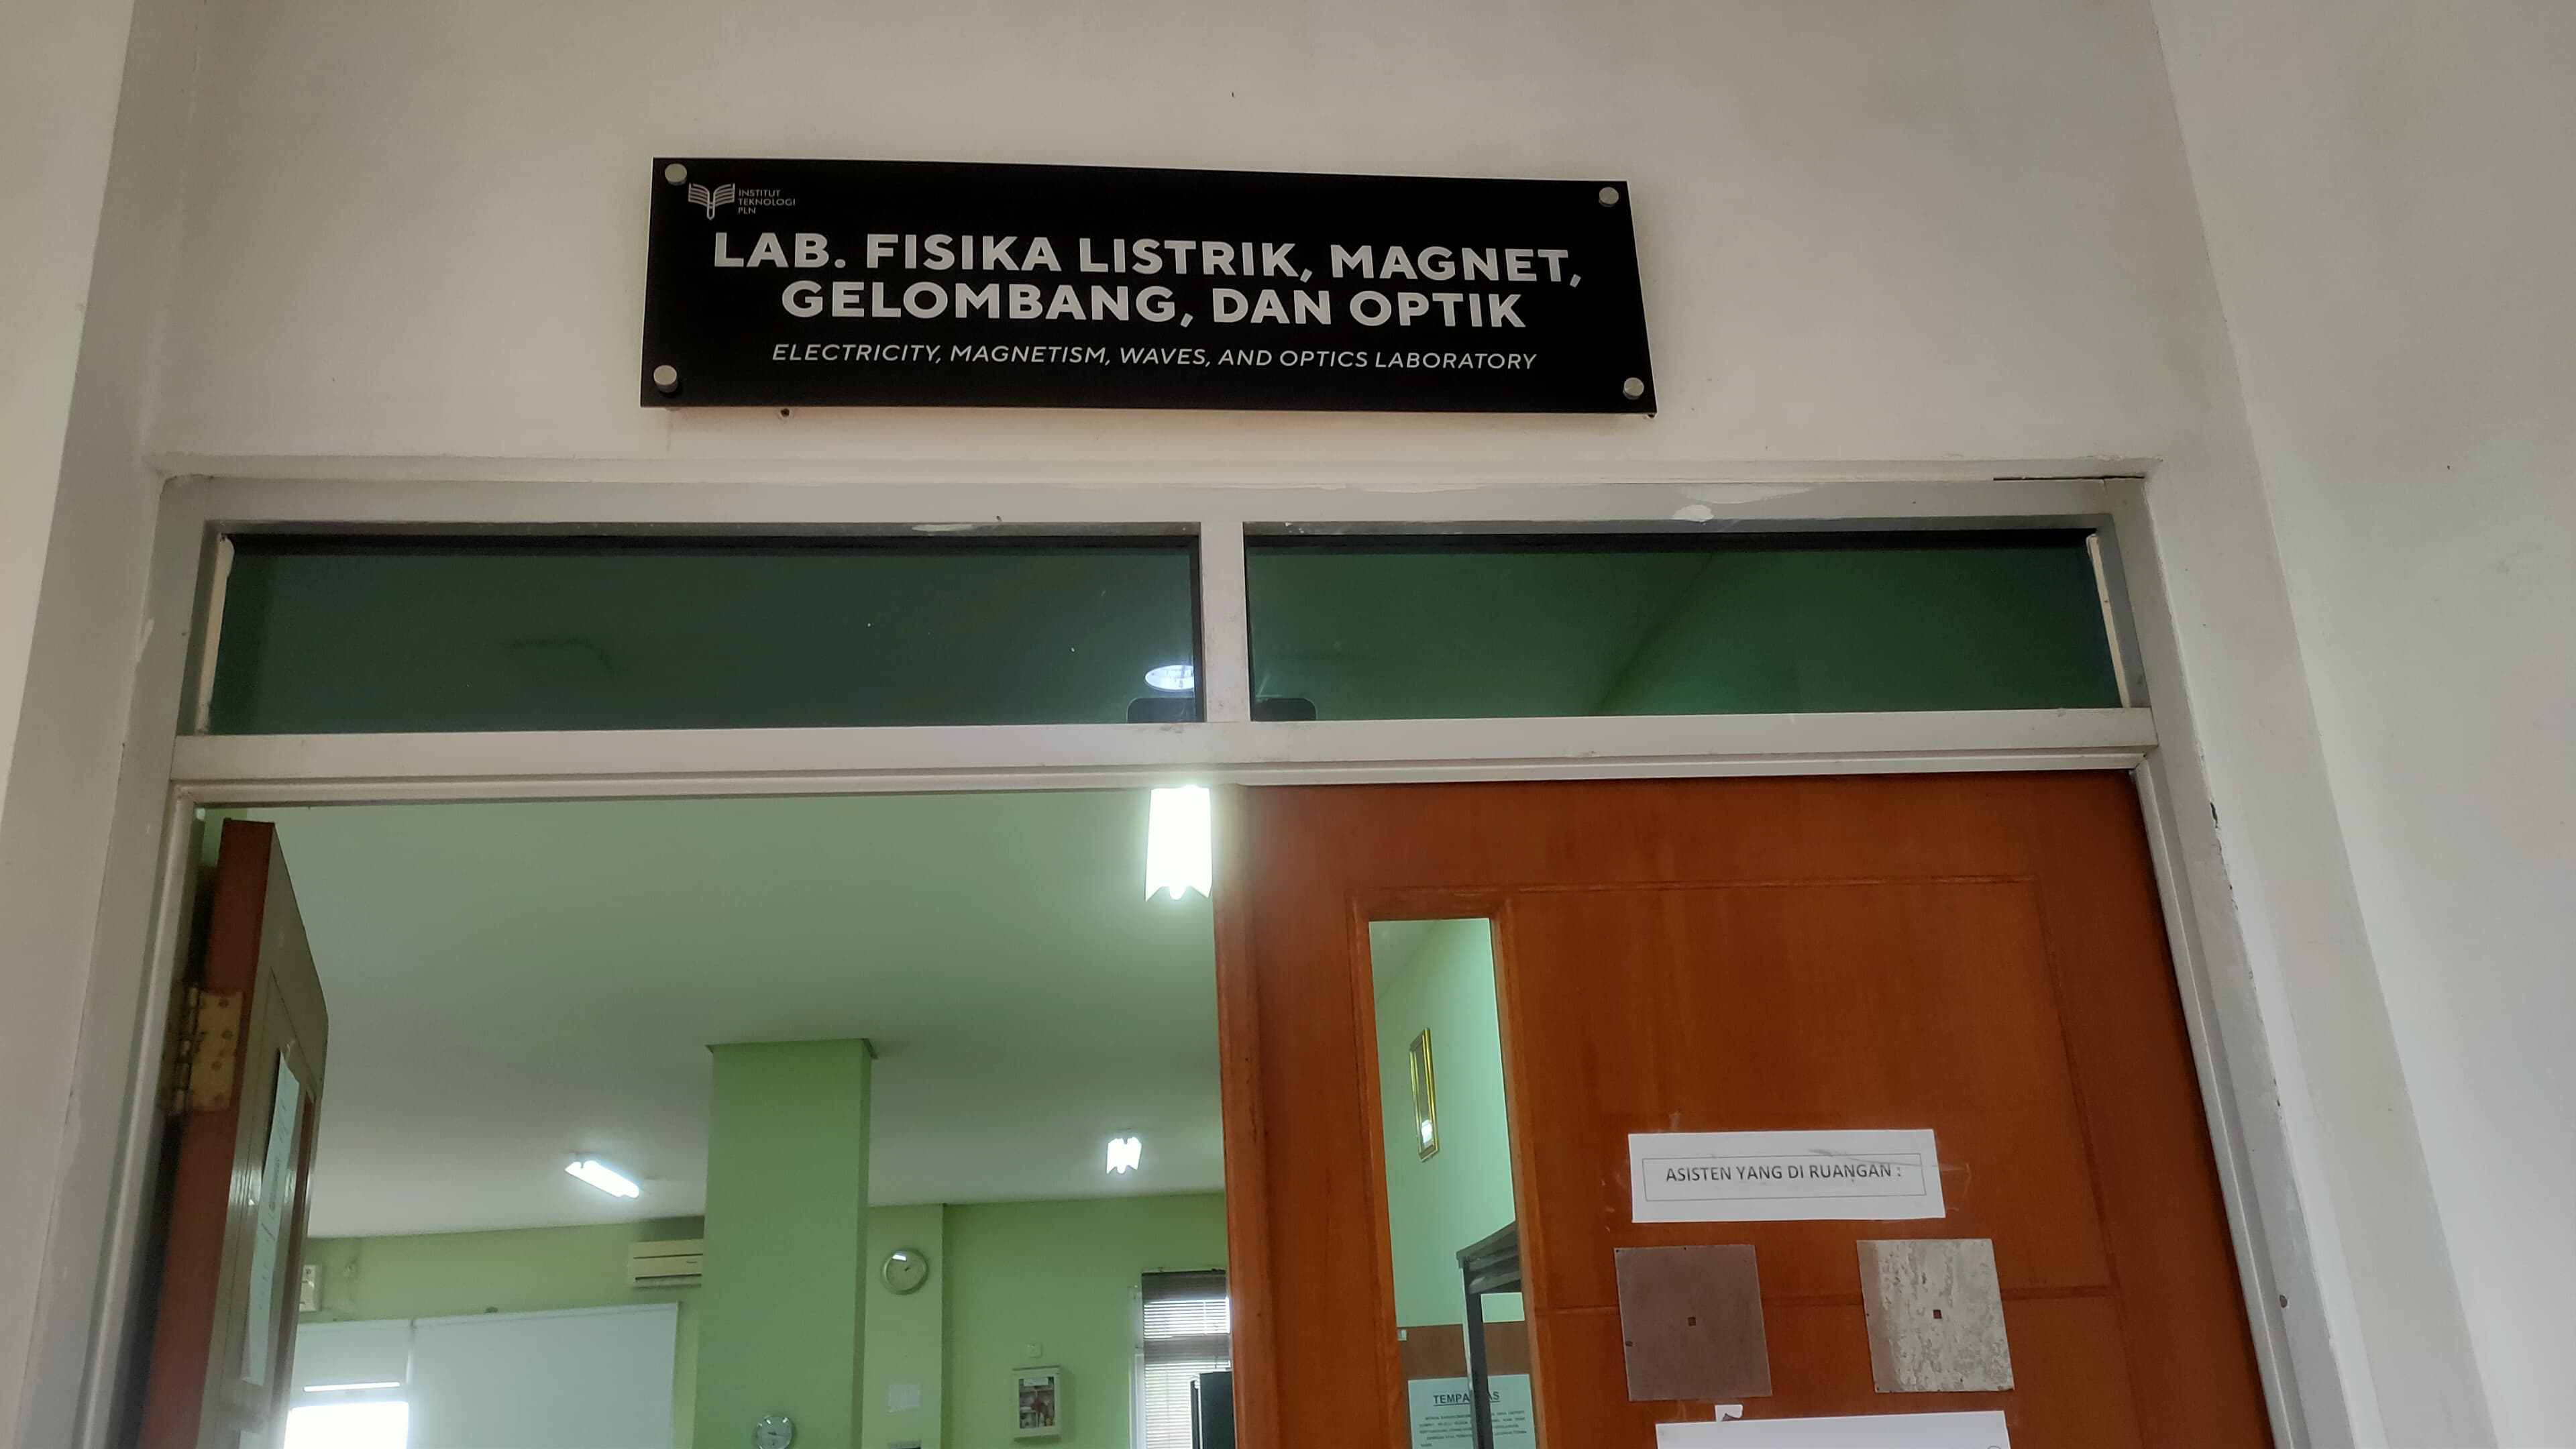 INSTITUT
TEKNOLOGI
PLN
LAB. FISIKA LISTRIK, MAGNET,
GELOMBANG, DAN OPTIK
ELECTRICITY, MAGNETISM, WAVES, AND OPTICS LABORATORY
ASISTEN YANG DI RUANGAN :